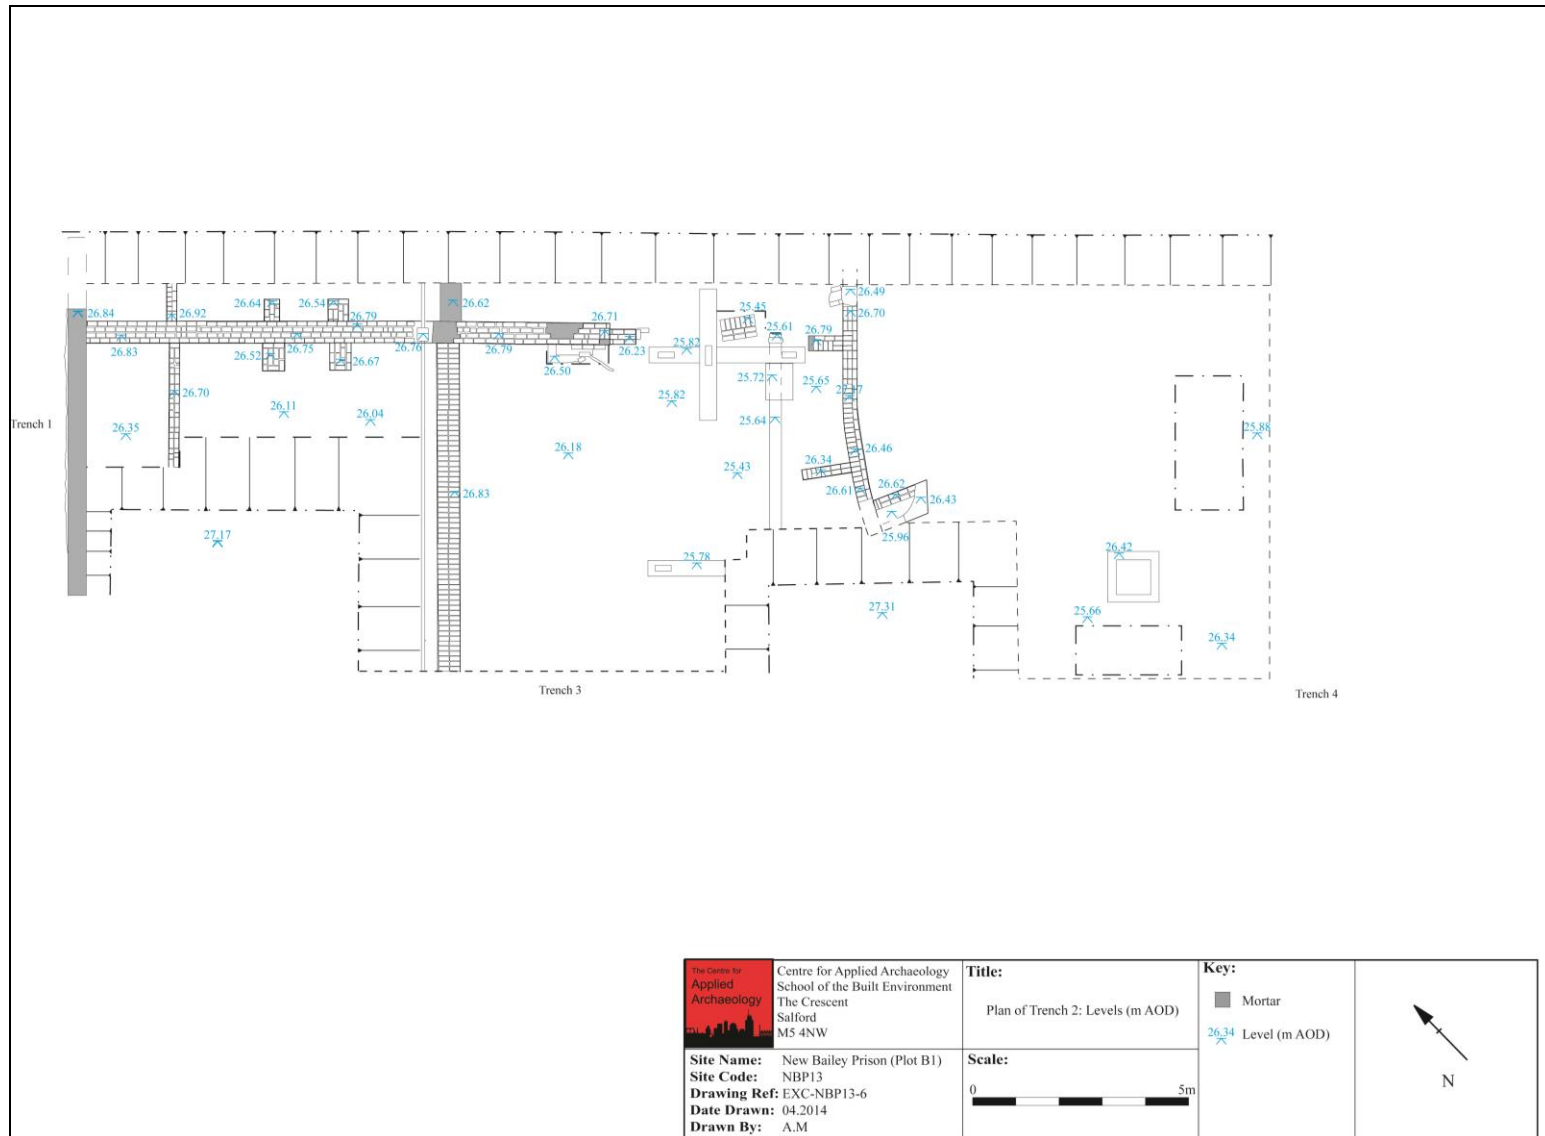 26.84
26.92
26.64
26.54
26.62
26.79
26.83
26.75
26.76
26.79
26.71
26.23
26.52
26.67
26.50
26.70
26.11
26.04
26.35
Trench 1
27.17
26.83
26.18
25.82
25.82
25.45
25.61
25.72
25.64
25.43
25.78
26.79
25.65
26.49
26.70
26.46
26.34
26.61
26.62
26.43
25.96
27.31
25.88
26.42
25.66
26.34
Trench 3
Trench 4
The Centre for
Applied
Archaeology
Centre for Applied Archaeology
School of the Built Environment
The Crescent
Salford
M5 4NW
Title:
Plan of Trench 2: Levels (m AOD)
Key:
Mortar
26.34 Level (m AOD)
Site Name: New Bailey Prison (Plot B1)
Site Code: NBP13
Drawing Ref: EXC-NBP13-6
Date Drawn: 04.2014
Drawn By: A.M
Scale:
0 5m
N